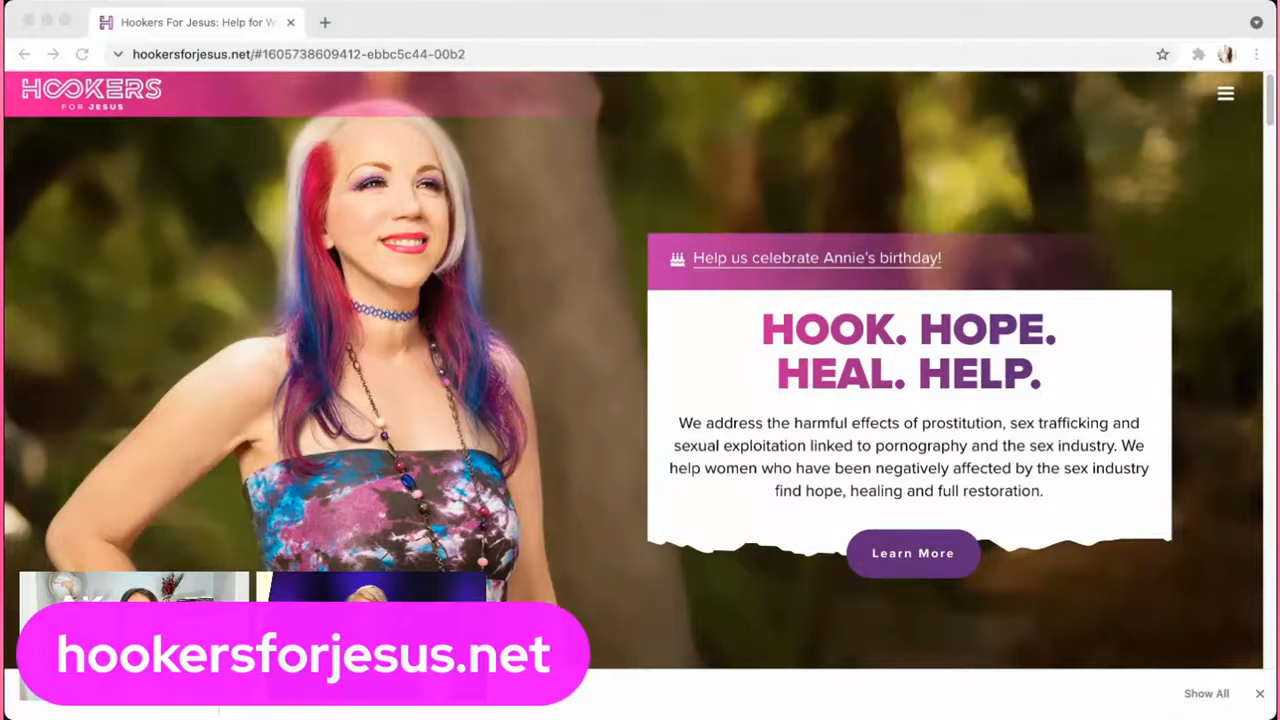 Hookers For Jesus: Help for W
hookersforjesus.net/#1605738609412-ebbc5c44-00b2
HOOKERS
FOR JESUS
Help us celebrate Annie's birthday!
HOOK. HOPE.
HEAL. HELP.
We address the harmful effects of prostitution, sex trafficking and
sexual exploitation linked to pornography and the sex industry. We
help women who have been negatively affected by the sex industry
find hope, healing and full restoration.
Learn More
hookersforjesus.net
Show All